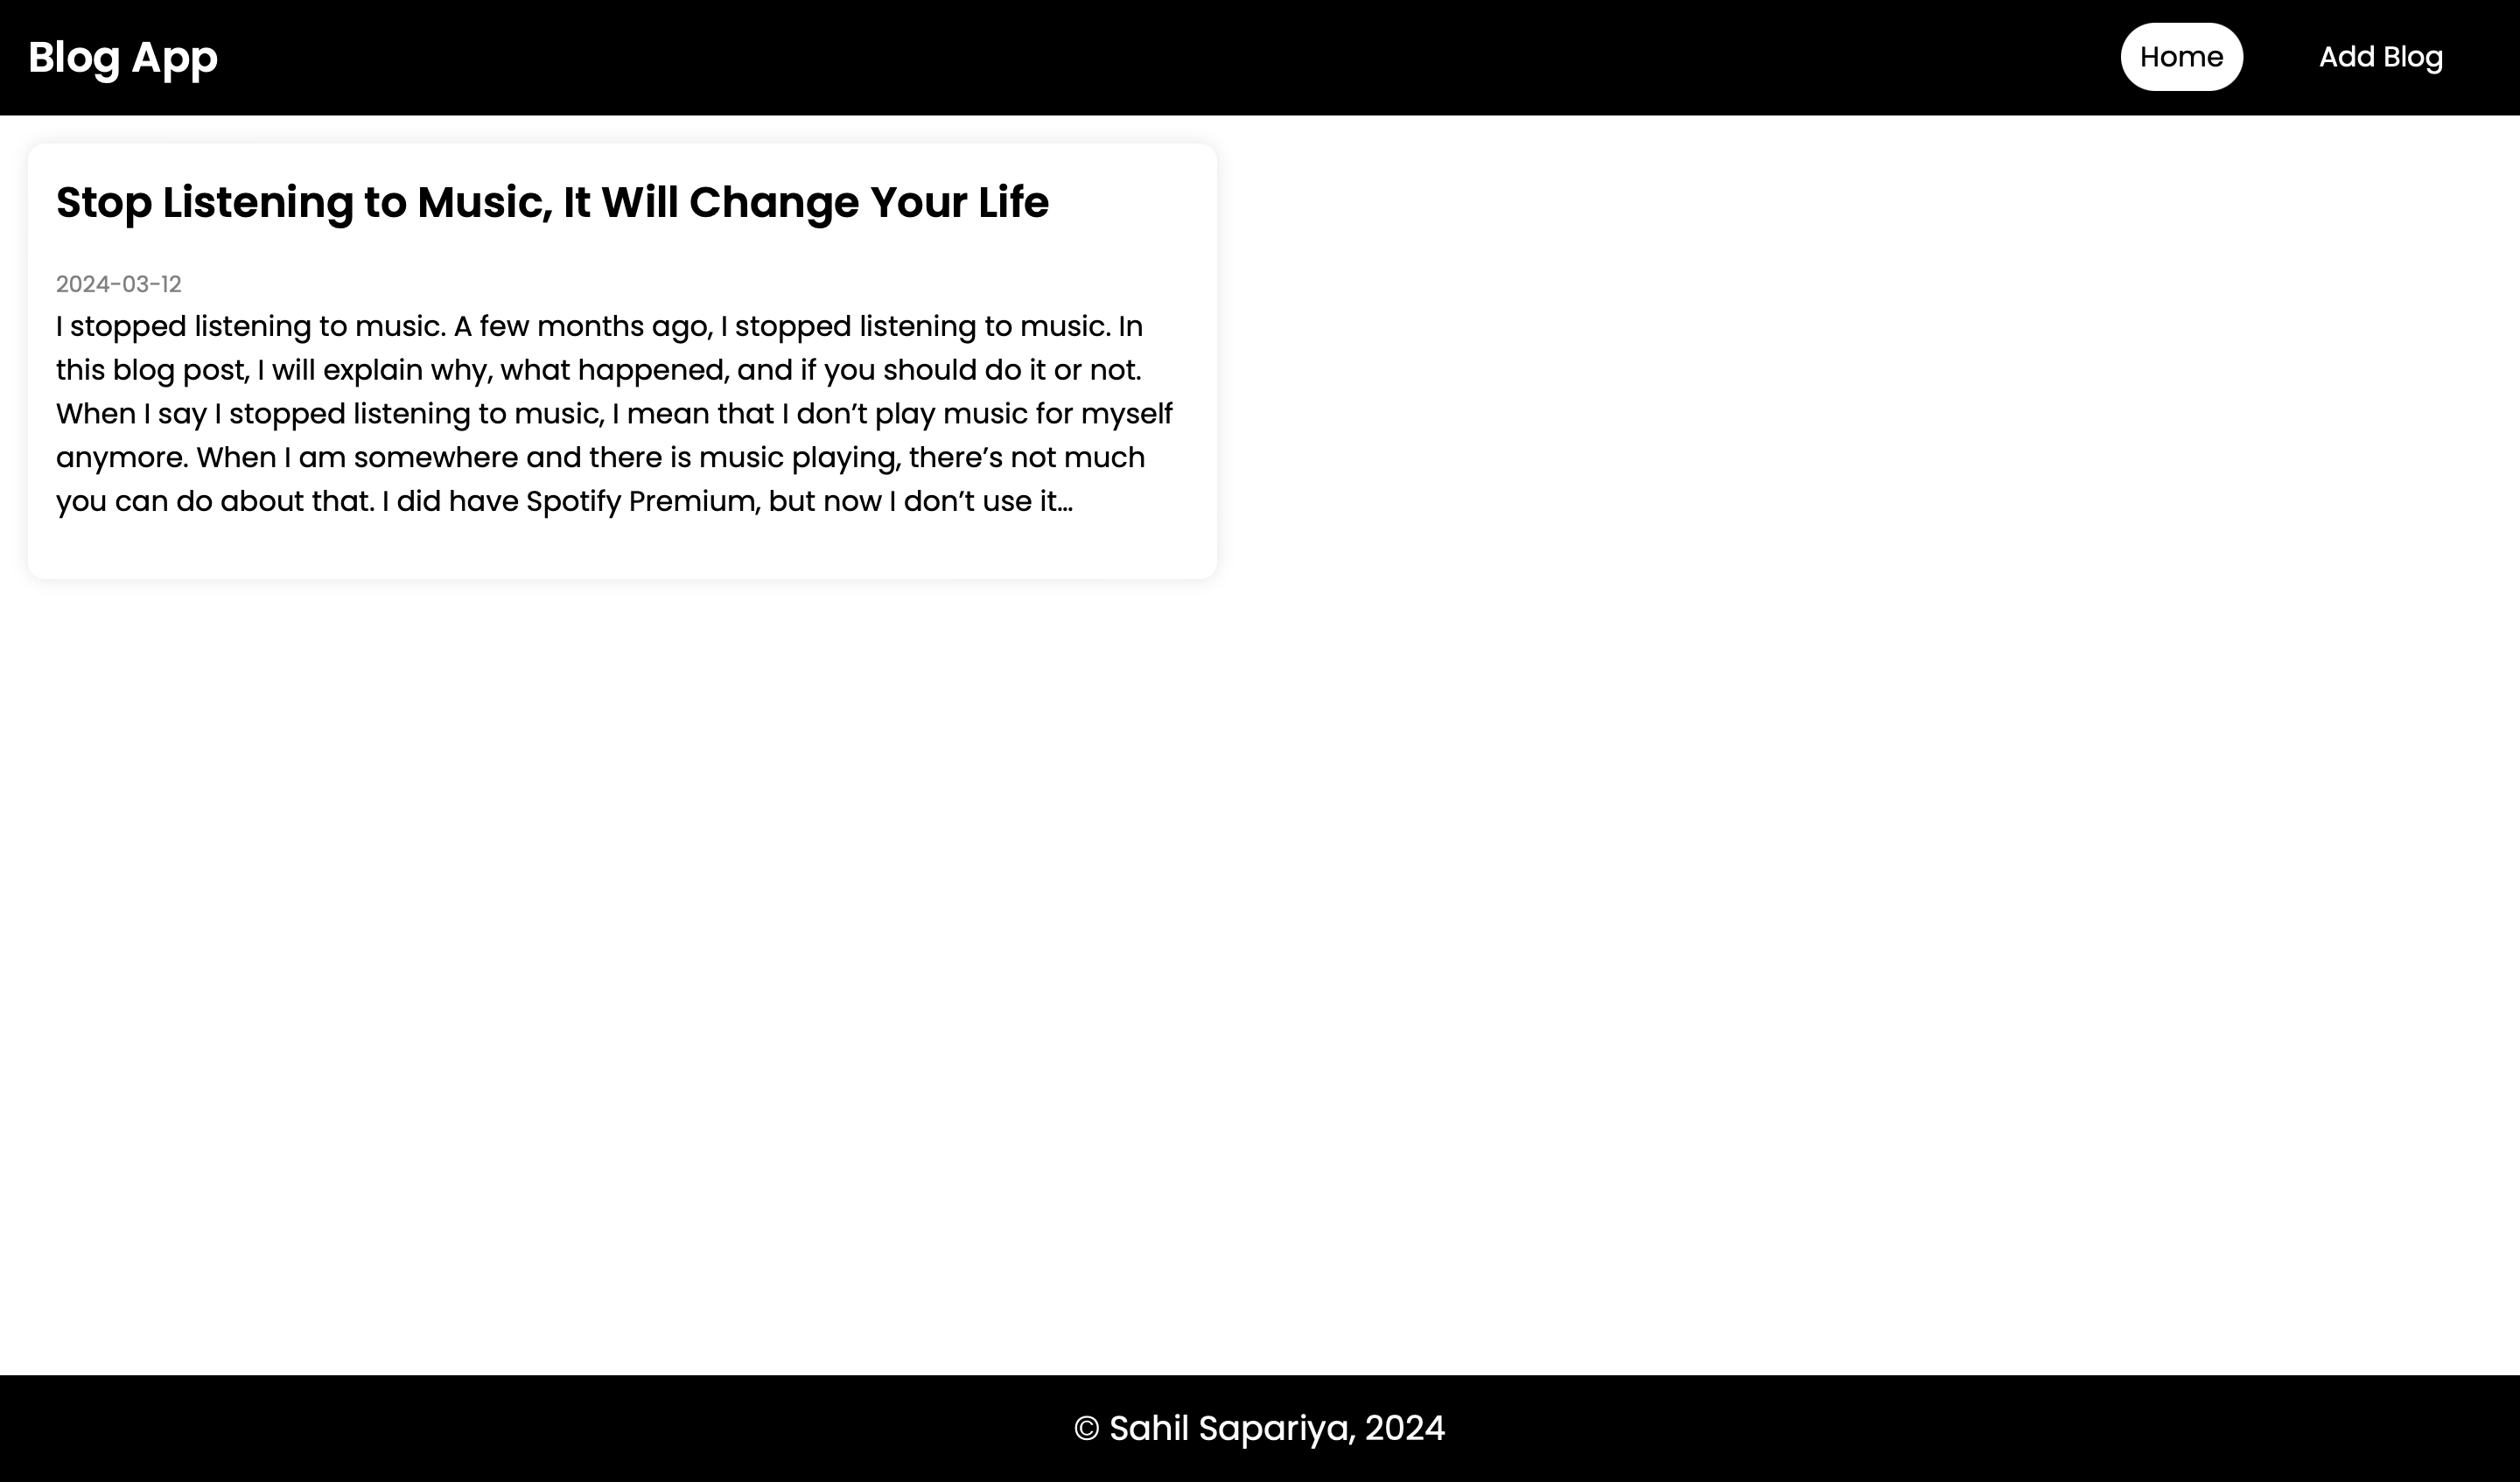 Blog App
Home
Add Blog
Stop Listening to Music, It Will Change Your Life
2024-03-12
I stopped listening to music. A few months ago, I stopped listening to music. In
this blog post, I will explain why, what happened, and if you should do it or not.
When I say I stopped listening to music, I mean that I don’t play music for myself
anymore. When I am somewhere and there is music playing, there’s not much
you can do about that. I did have Spotify Premium, but now I don’t use it...
© Sahil Sapariya, 2024